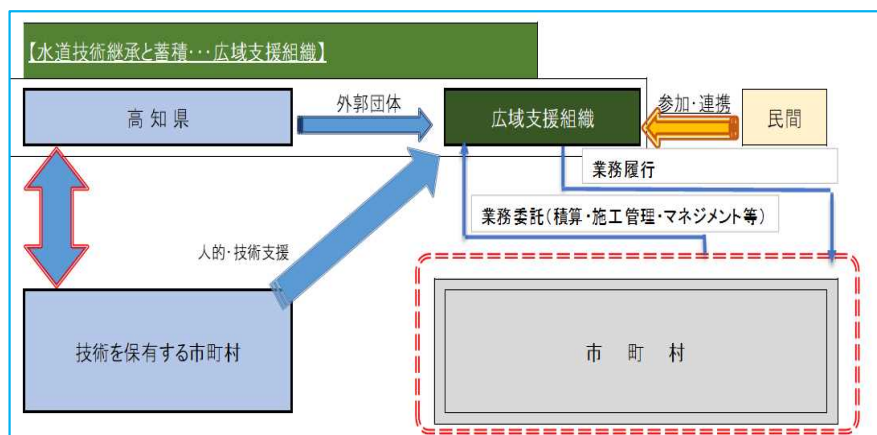 【水道技術継承と蓄積･･･広域支援組織】
高知県
外郭団体
広域支援組織
参加･連携
民間
業務履行
業務委託(積算･施工管理･マネジメント等)
人的･技術支援
技術を保有する市町村
市町村